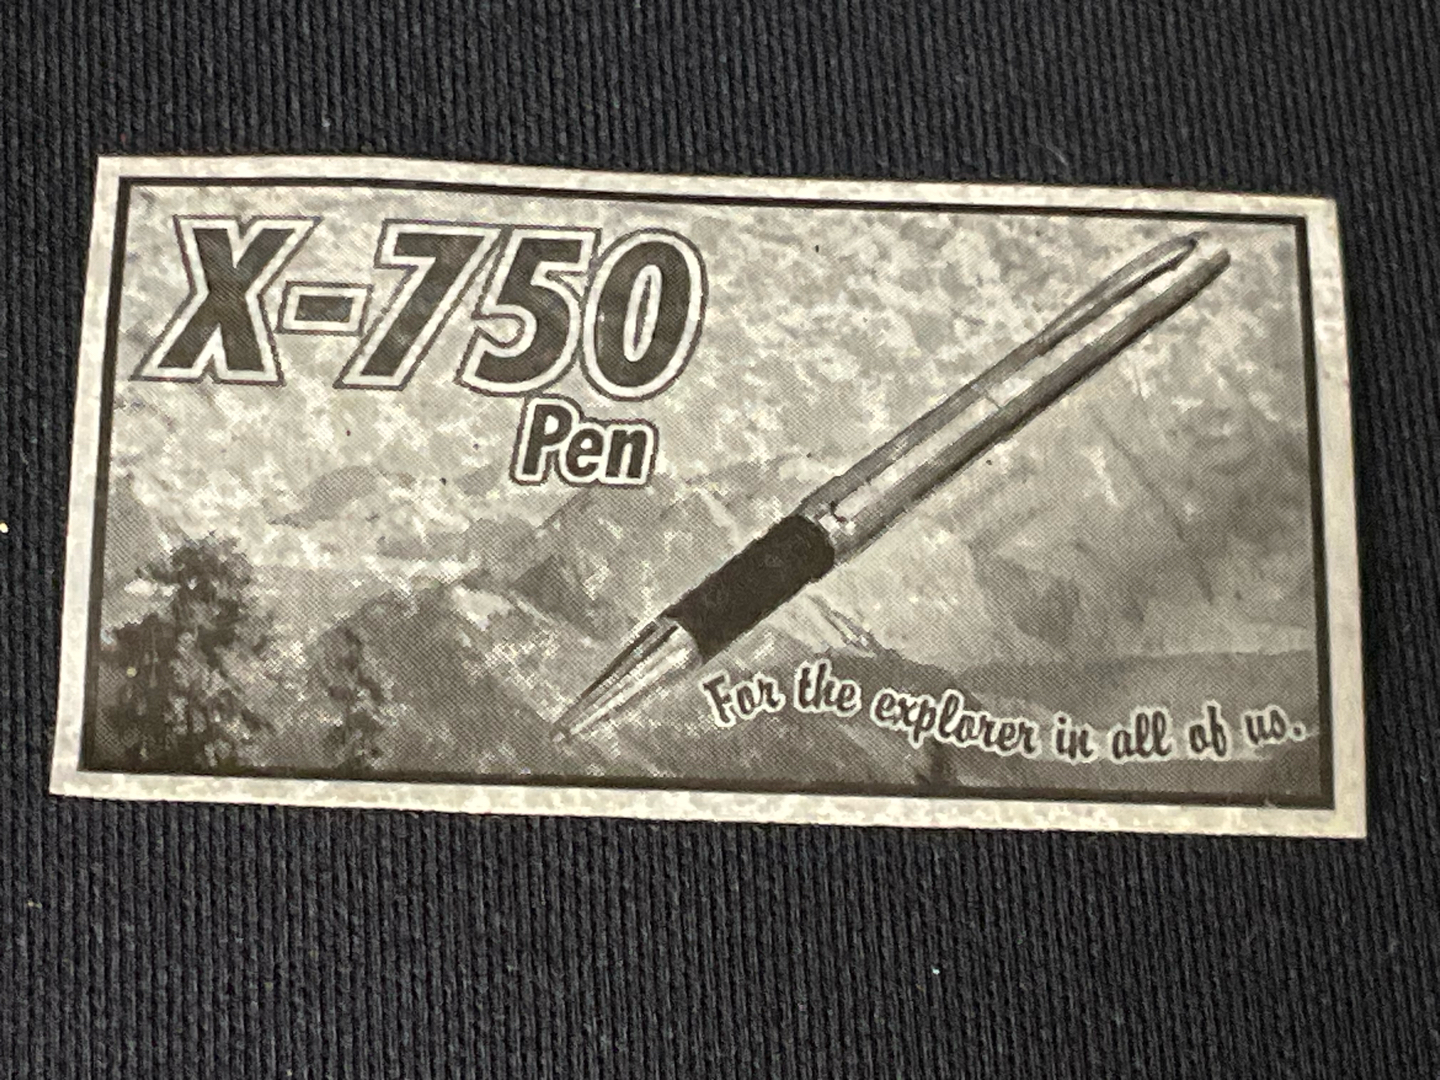 X-750
Pen
For the explorer in all of us.